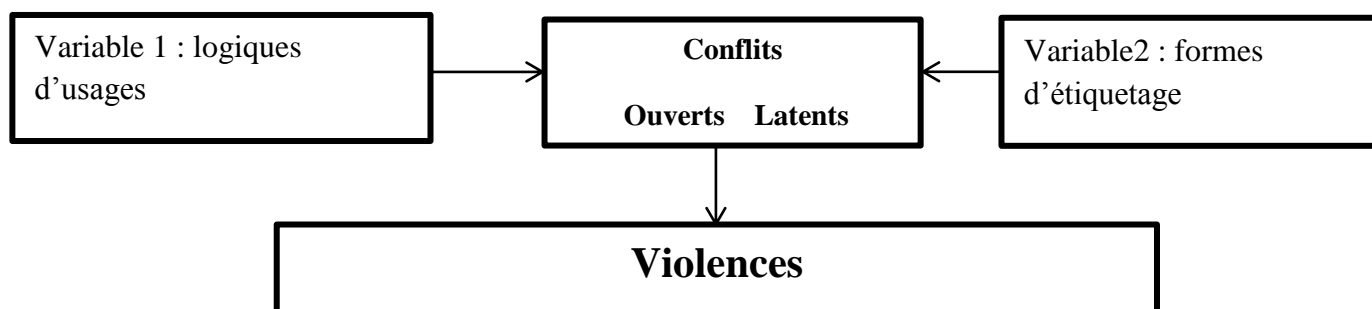 Variable 1 : logiques
d’usages
Conflits
Ouverts Latents
Variable2 : formes
d’étiquetage
Violences